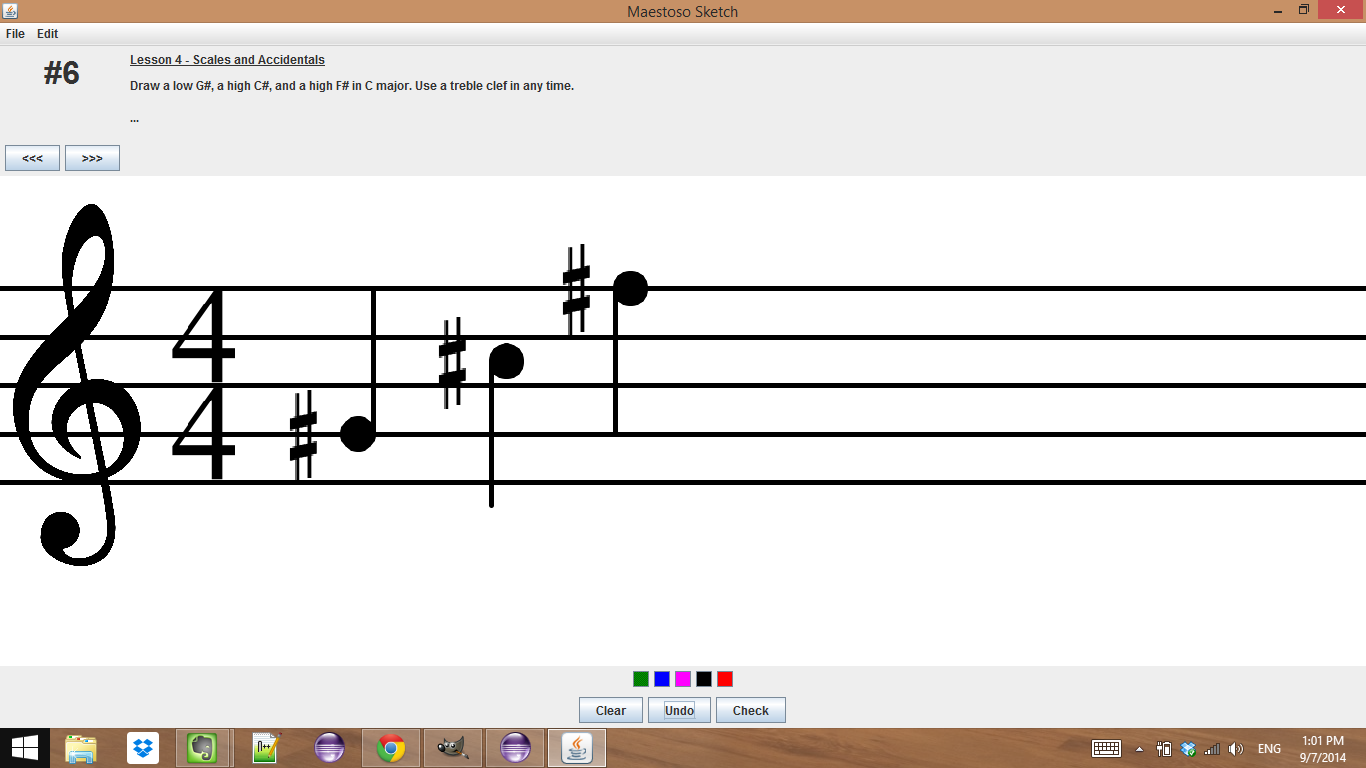 Maestoso Sketch
File Edit
#6
Lesson 4 - Scales and Accidentals
Draw a low G#, a high C#, and a high F# in C major. Use a treble clef in any time.
...
<<< >>>
4
4
Clear Undo Check
ENG
1:01 PM
9/7/2014